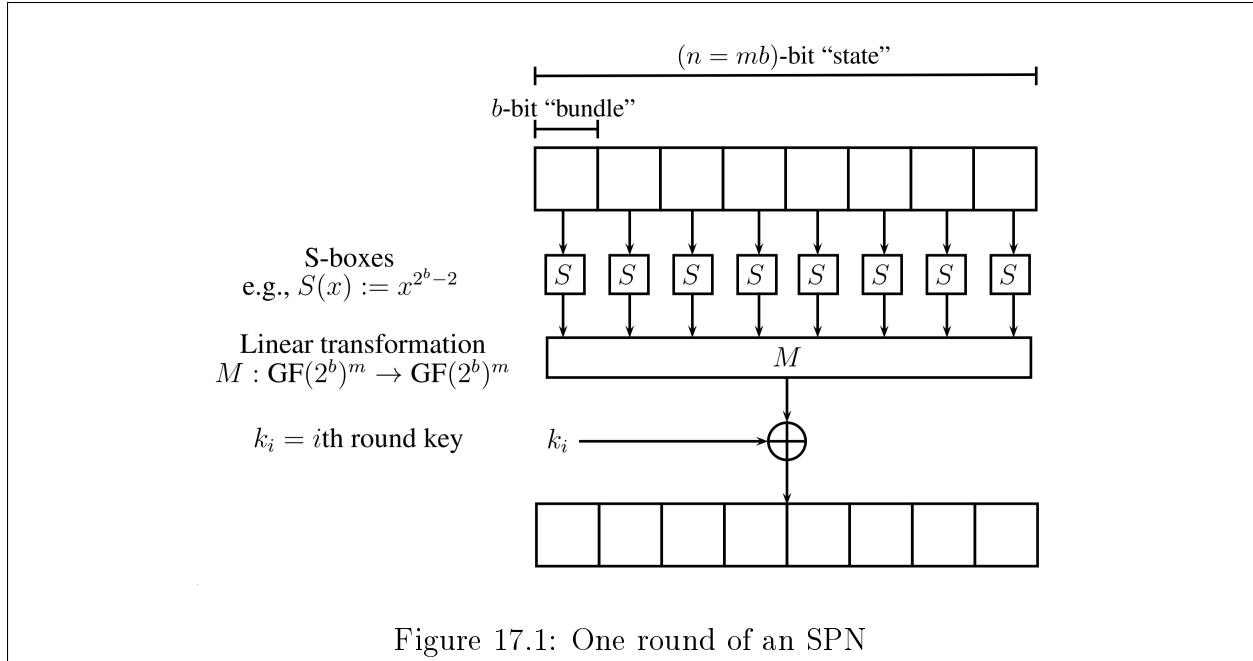 (n = mb)-bit “state”
b-bit “bundle”
S-boxes
e.g., S(x) := x^{2^b−2}
S S S S S S S S
Linear transformation
M : GF(2^b)^m → GF(2^b)^m
M
k_i = ith round key
k_i
Figure 17.1: One round of an SPN